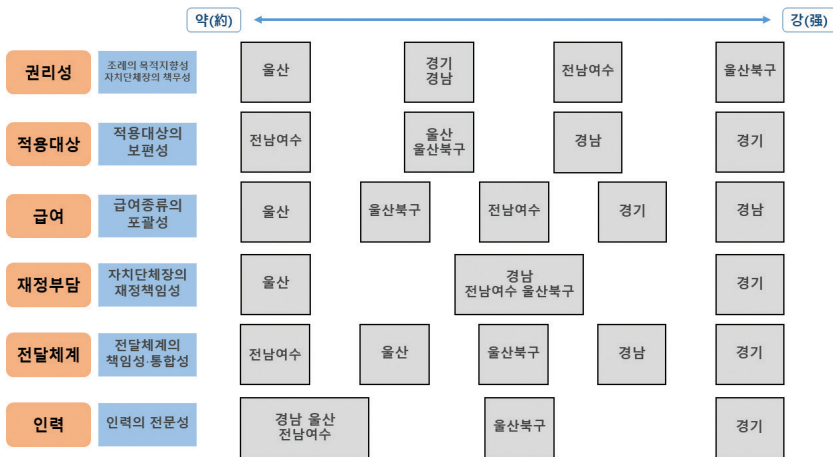 약(約)
강(强)
권리성
조례의 목적지향성
자치단체장의 책무성
울산
경기
경남
전남여수
울산북구
적용대상
적용대상의
보편성
전남여수
울산
울산북구
경남
경기
급여
급여종류의
포괄성
울산
울산북구
전남여수
경기
경남
재정부담
자치단체장의
재정책임성
울산
경남
전남여수 울산북구
경기
전달체계
전달체계의
책임성·통합성
전남여수
울산
울산북구
경남
경기
인력
인력의 전문성
경남 울산
전남여수
울산북구
경기